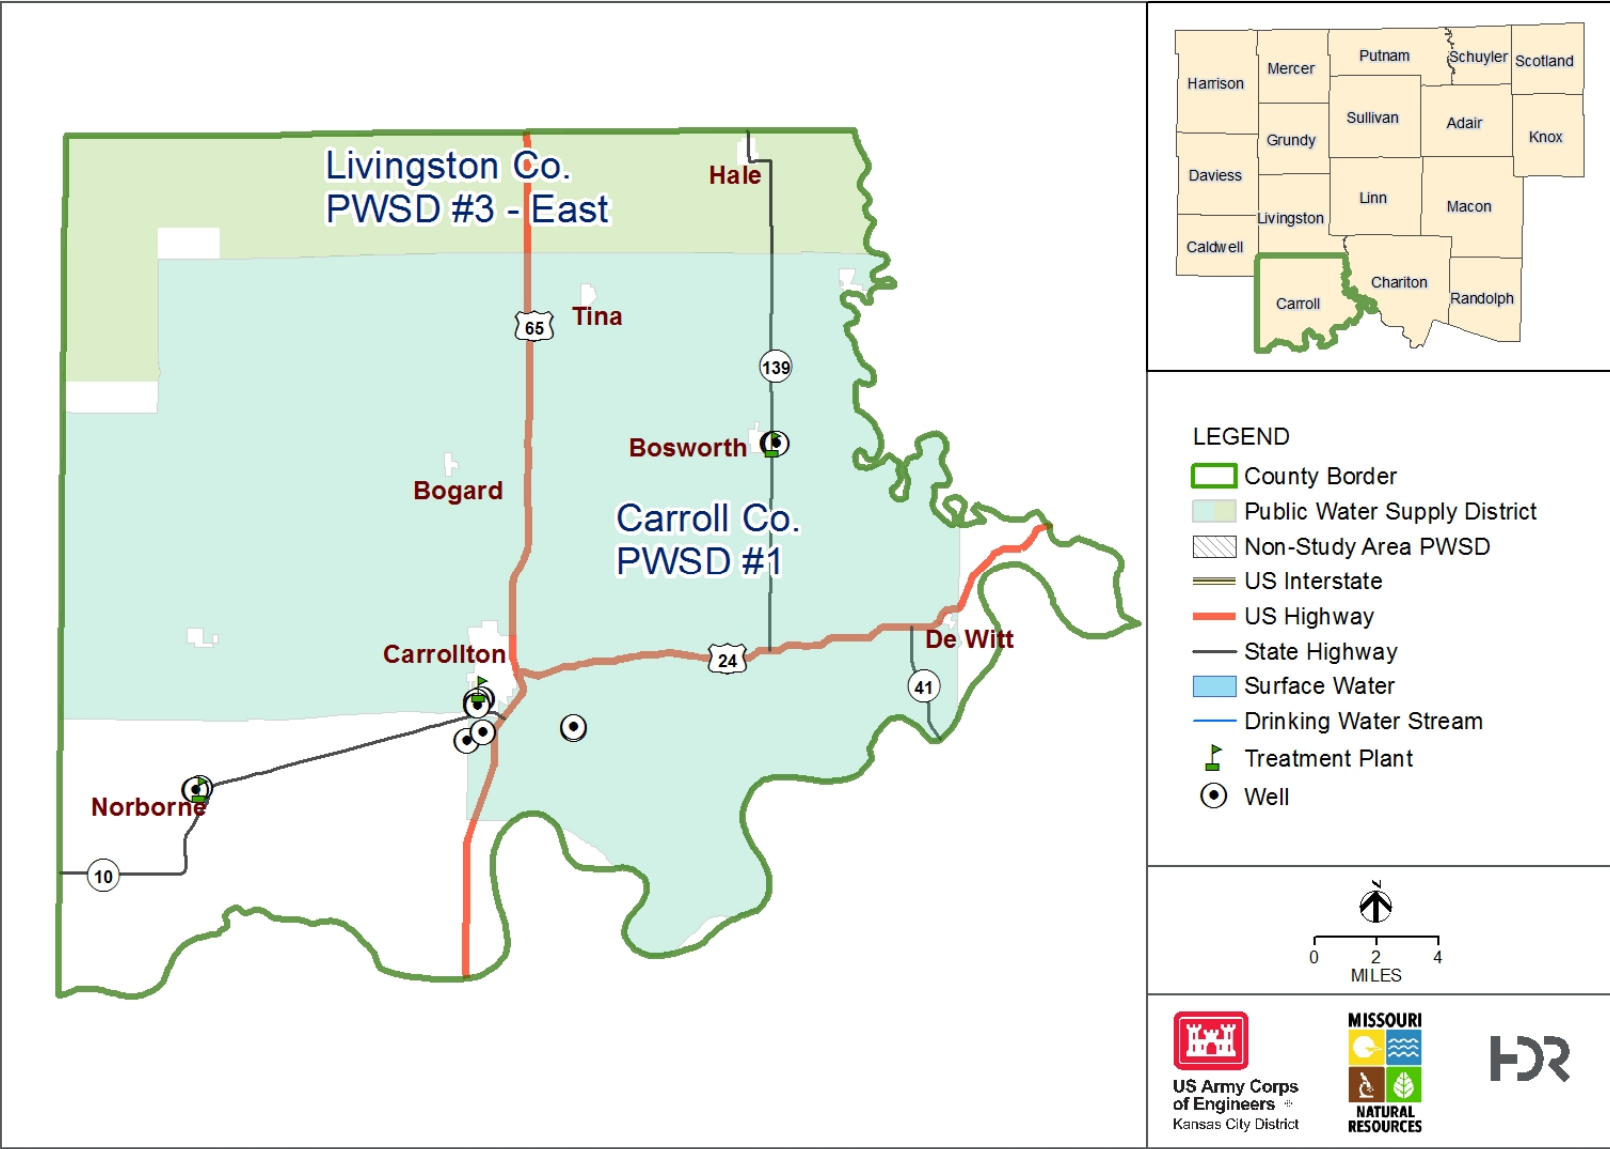 Livingston Co.
PWSD #3 - East
Hale
65
Tina
139
Bosworth
Bogard
Carroll Co.
PWSD #1
Carrollton
24
De Witt
41
Norborne
10
Harrison
Mercer
Putnam
Schuyler
Scotland
Sullivan
Adair
Knox
Grundy
Daviess
Linn
Macon
Livingston
Caldwell
Carroll
Chariton
Randolph
LEGEND
County Border
Public Water Supply District
Non-Study Area PWSD
US Interstate
US Highway
State Highway
Surface Water
Drinking Water Stream
Treatment Plant
Well
N
0 2 4
MILES
US Army Corps
of Engineers
Kansas City District
MISSOURI
NATURAL
RESOURCES
HDR